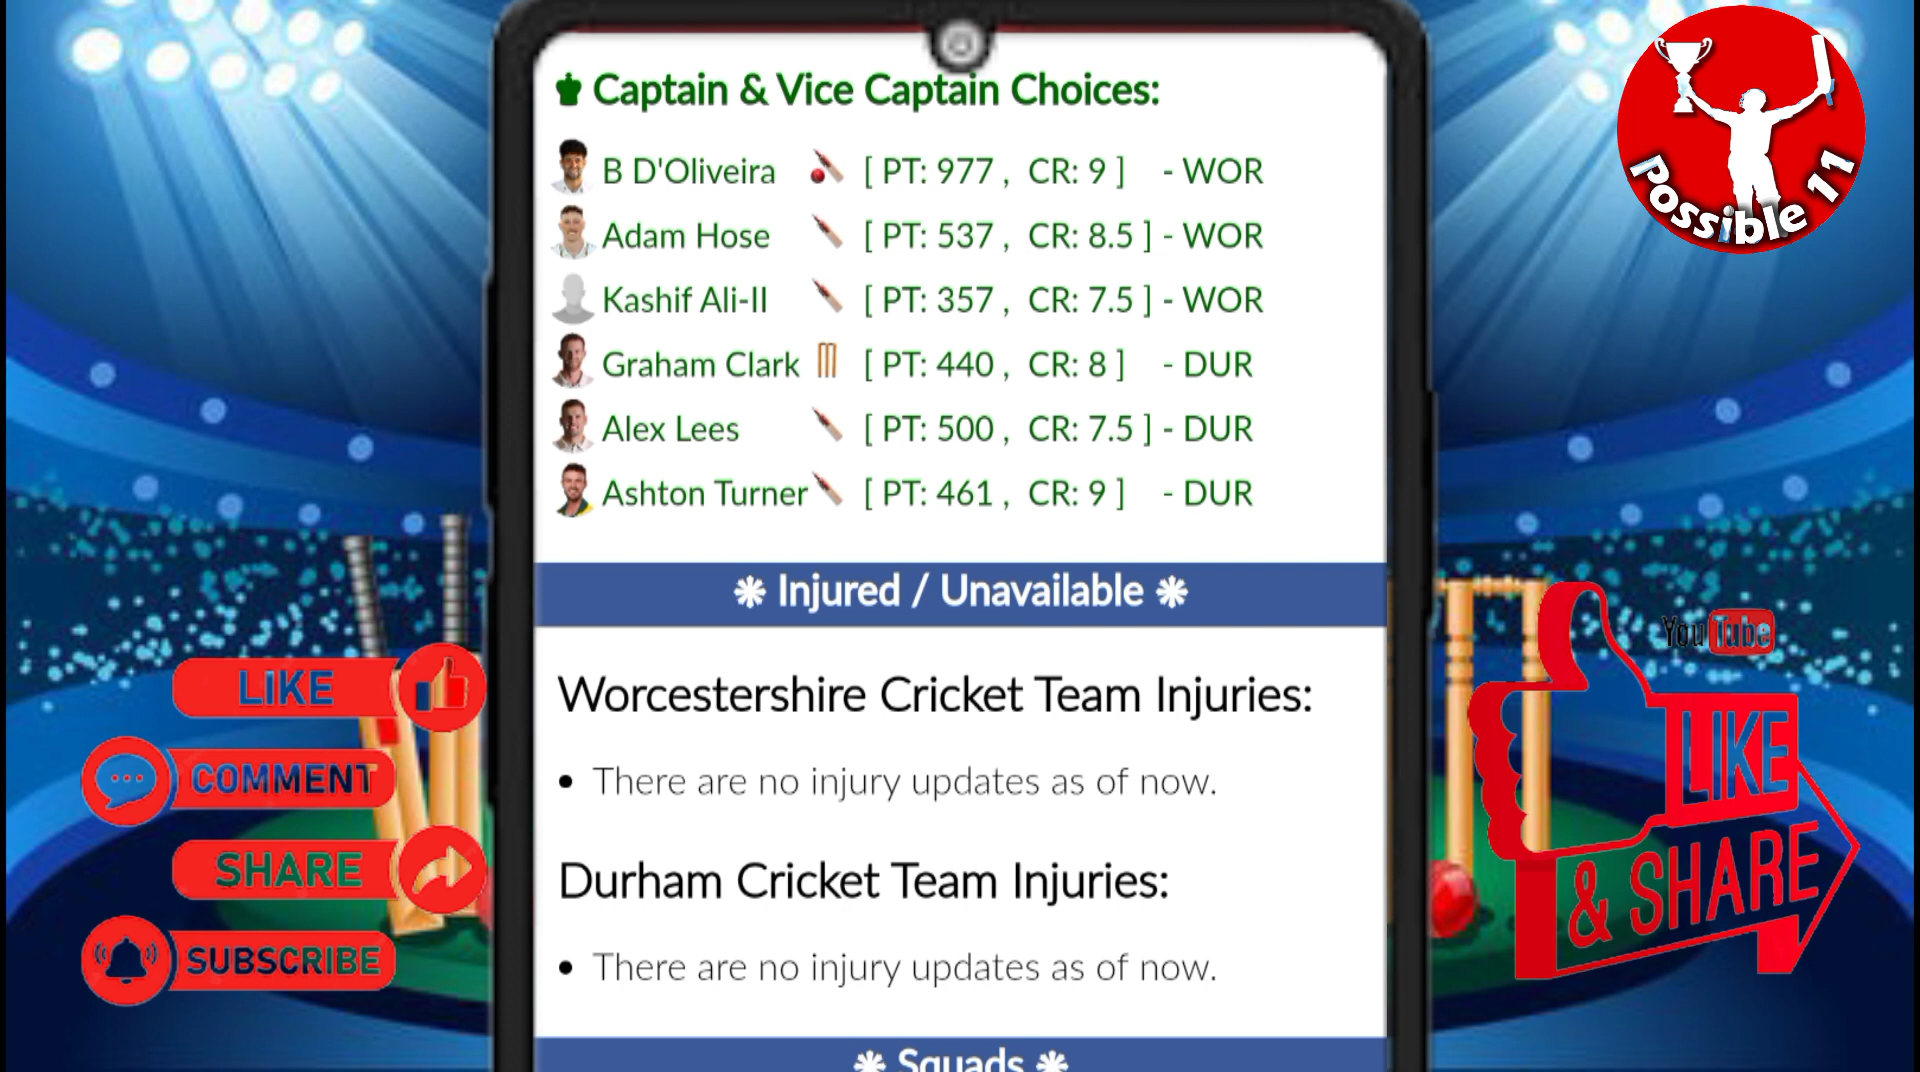 Captain & Vice Captain Choices:
B D'Oliveira [ PT: 977 , CR: 9 ] - WOR
Adam Hose [ PT: 537 , CR: 8.5 ] - WOR
Kashif Ali-II [ PT: 357 , CR: 7.5 ] - WOR
Graham Clark [ PT: 440 , CR: 8 ] - DUR
Alex Lees [ PT: 500 , CR: 7.5 ] - DUR
Ashton Turner [ PT: 461 , CR: 9 ] - DUR
Injured / Unavailable
Worcestershire Cricket Team Injuries:
• There are no injury updates as of now.
Durham Cricket Team Injuries:
• There are no injury updates as of now.
Squads
LIKE
COMMENT
SHARE
SUBSCRIBE
Possible 11
YouTube
LIKE
& SHARE